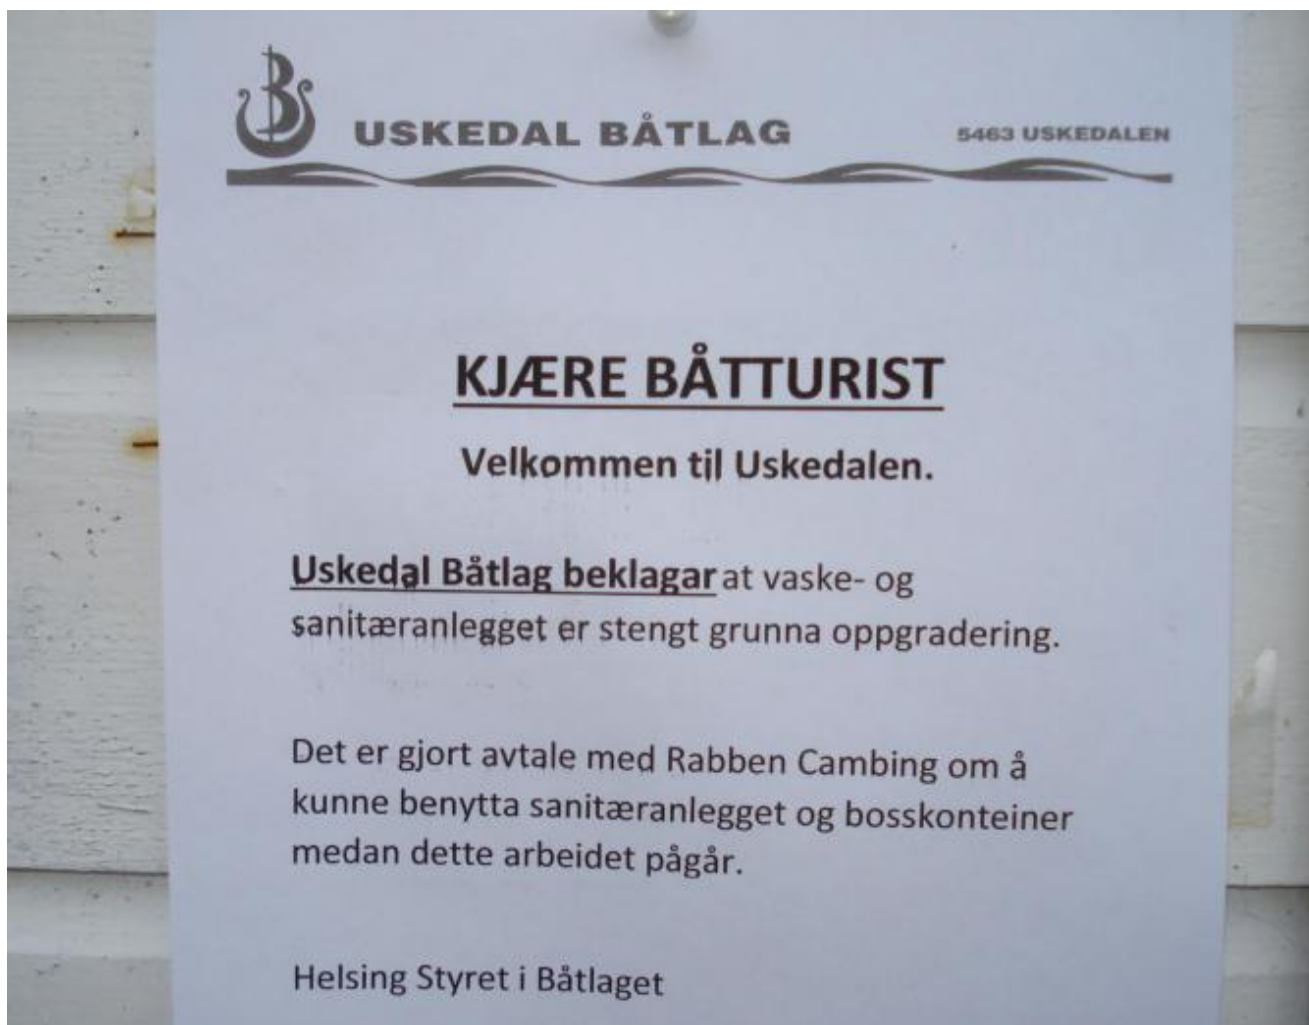 USKEDAL BÅTLAG 5463 USKEDALEN
KJÆRE BÅTTURIST
Velkommen til Uskedalen.
Uskedal Båtlag beklagar at vaske- og
sanitæranlegget er stengt grunna oppgradering.
Det er gjort avtale med Rabben Cambing om å
kunne benytta sanitæranlegget og bosskonteiner
medan dette arbeidet pågår.
Helsing Styret i Båtlaget